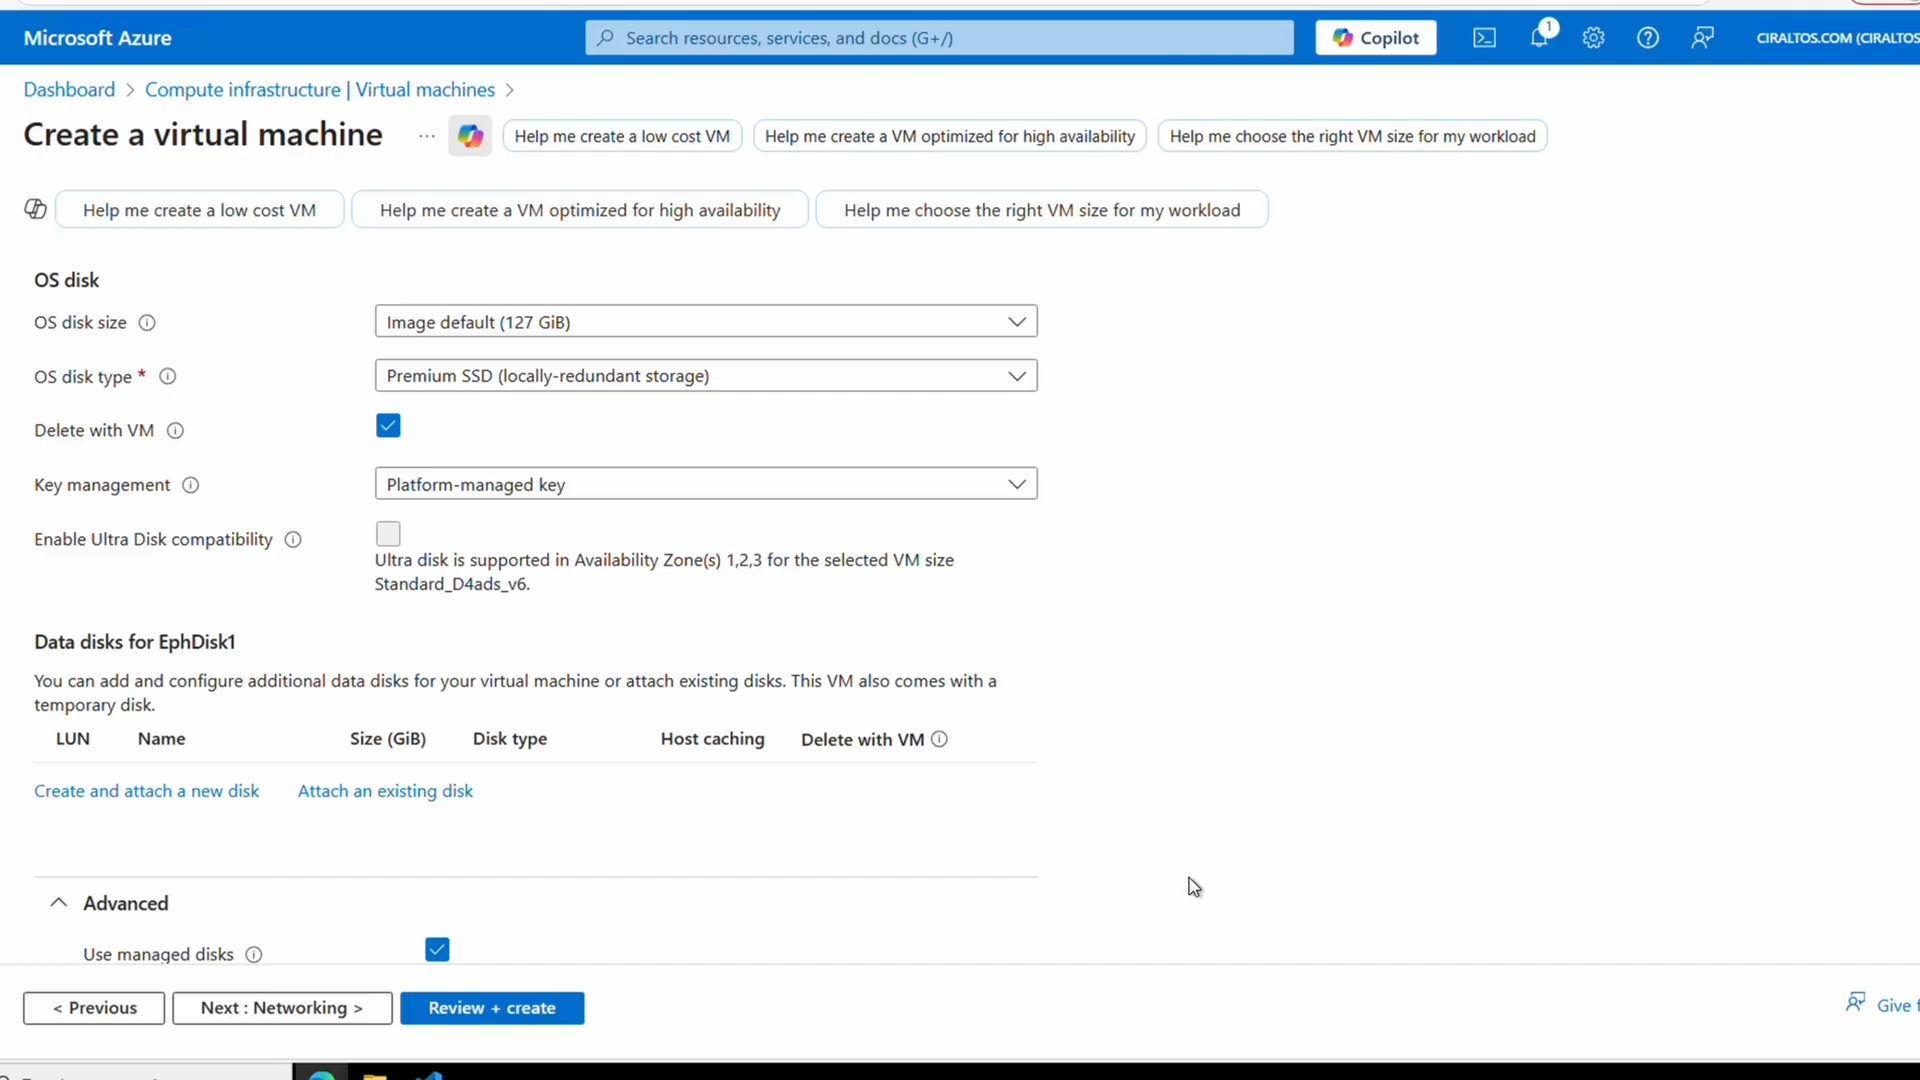 Microsoft Azure
Search resources, services, and docs (G+/)
Copilot
1
CIRALTOS.COM (CIRALTOS
Dashboard > Compute infrastructure | Virtual machines >
Create a virtual machine
...
Help me create a low cost VM
Help me create a VM optimized for high availability
Help me choose the right VM size for my workload
Help me create a low cost VM
Help me create a VM optimized for high availability
Help me choose the right VM size for my workload
OS disk
OS disk size
Image default (127 GiB)
OS disk type *
Premium SSD (locally-redundant storage)
Delete with VM
Key management
Platform-managed key
Enable Ultra Disk compatibility
Ultra disk is supported in Availability Zone(s) 1,2,3 for the selected VM size
Standard_D4ads_v6.
Data disks for EphDisk1
You can add and configure additional data disks for your virtual machine or attach existing disks. This VM also comes with a
temporary disk.
LUN Name Size (GiB) Disk type Host caching Delete with VM
Create and attach a new disk Attach an existing disk
Advanced
Use managed disks
< Previous
Next : Networking >
Review + create
Give f